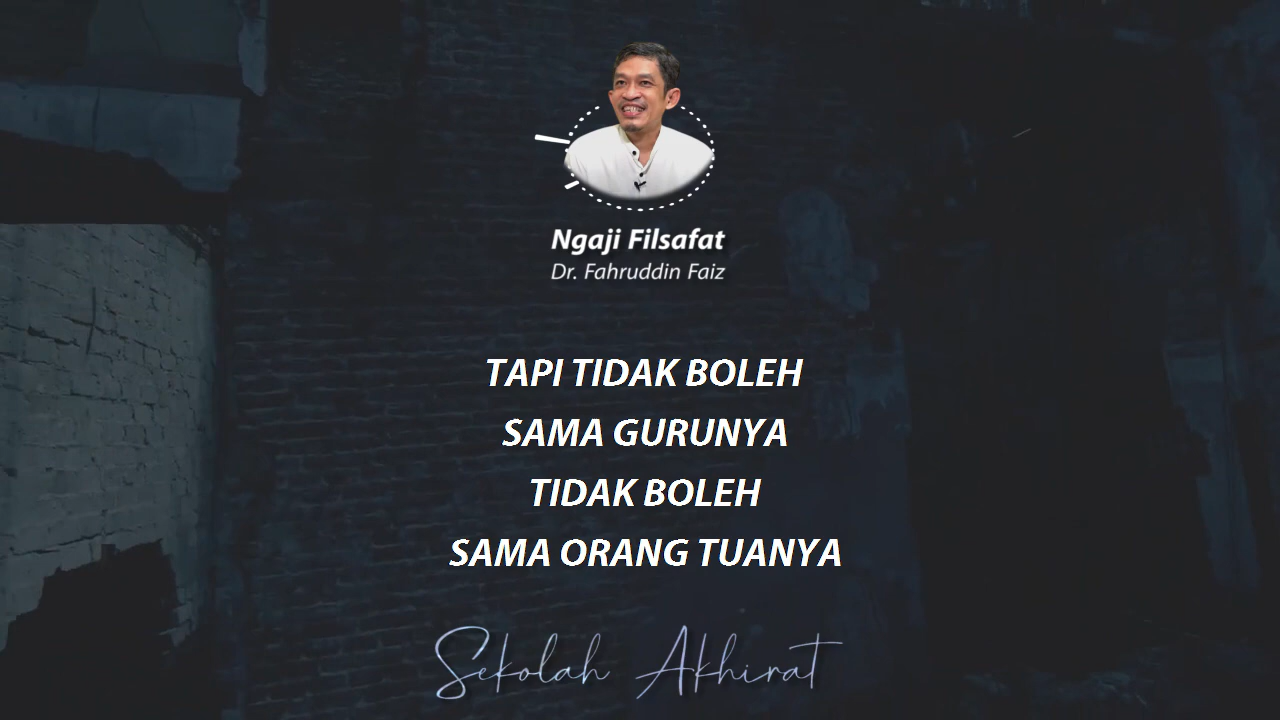 Ngaji Filsafat
Dr. Fahruddin Faiz
TAPI TIDAK BOLEH
SAMA GURUNYA
TIDAK BOLEH
SAMA ORANG TUANYA
Sekolah Akhirat